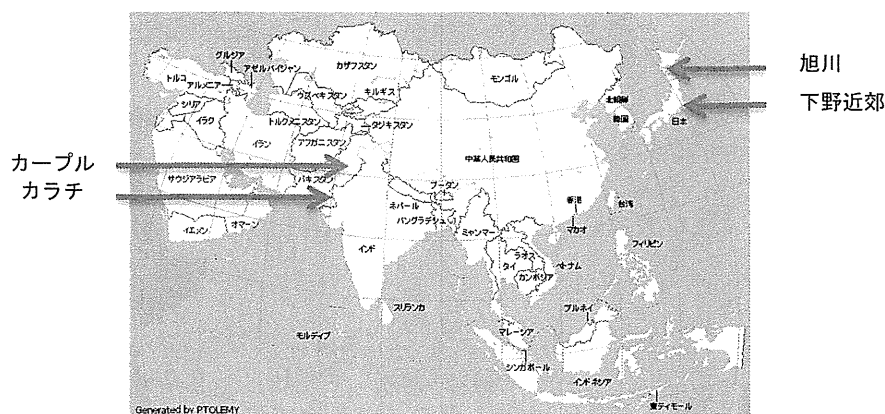 旭川
下野近郊
カープル
カラチ
グルジア
アゼルバイジャン
トルコ
アルメニア
カザフスタン
モンゴル
ウズベキスタン
キルギス
北朝鮮
シリア
トルクメニスタン
タジキスタン
韓国
日本
イラク
イラン
アフガニスタン
中華人民共和国
サウジアラビア
パキスタン
ブータン
ネパール
香港
台湾
イエメン
オマーン
バングラデシュ
ミャンマー
マカオ
インド
ラオス
フィリピン
タイ
ベトナム
カンボジア
スリランカ
ブルネイ
モルディブ
マレーシア
シンガポール
インドネシア
東ティモール
Generated by PTOLEMY